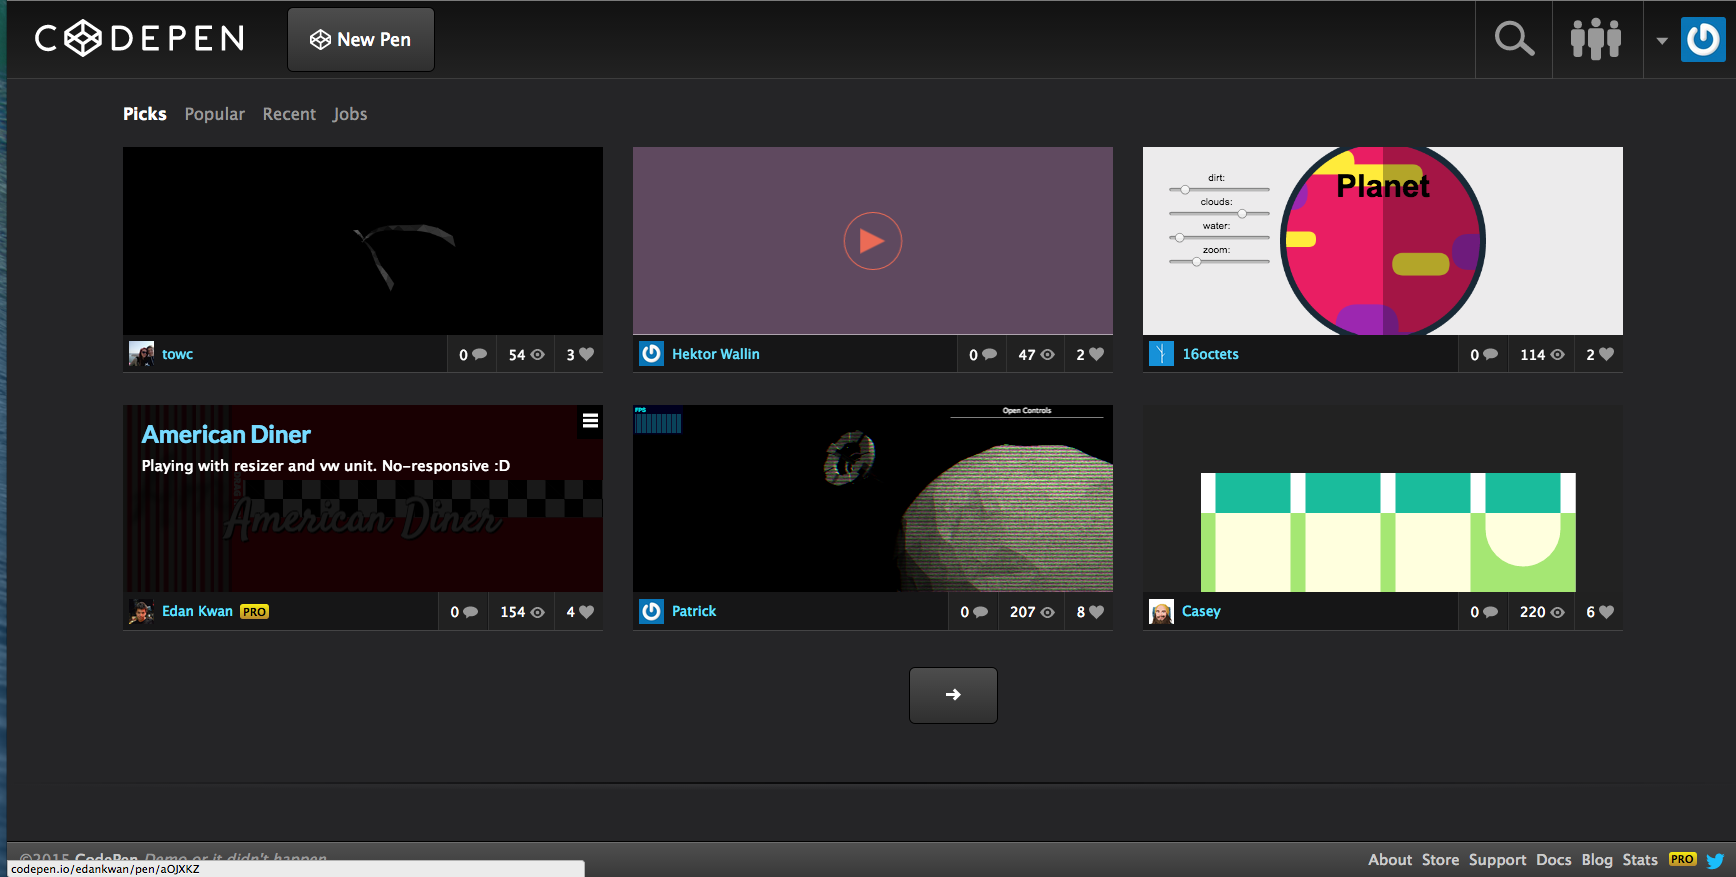 CODEPEN
New Pen
Picks Popular Recent Jobs
dirt:
clouds:
water:
zoom:
Planet
towc 0 54 3
Hektor Wallin 0 47 2
16octets 0 114 2
American Diner
Playing with resizer and vw unit. No-responsive :D
American Diner
Edan Kwan PRO 0 154 4
FPS
Open Controls
Patrick 0 207 8
Casey 0 220 6
©2015 CodePen Demo or it didn't happen.
About Store Support Docs Blog Stats PRO
codepen.io/edankwan/pen/aOJXKZ